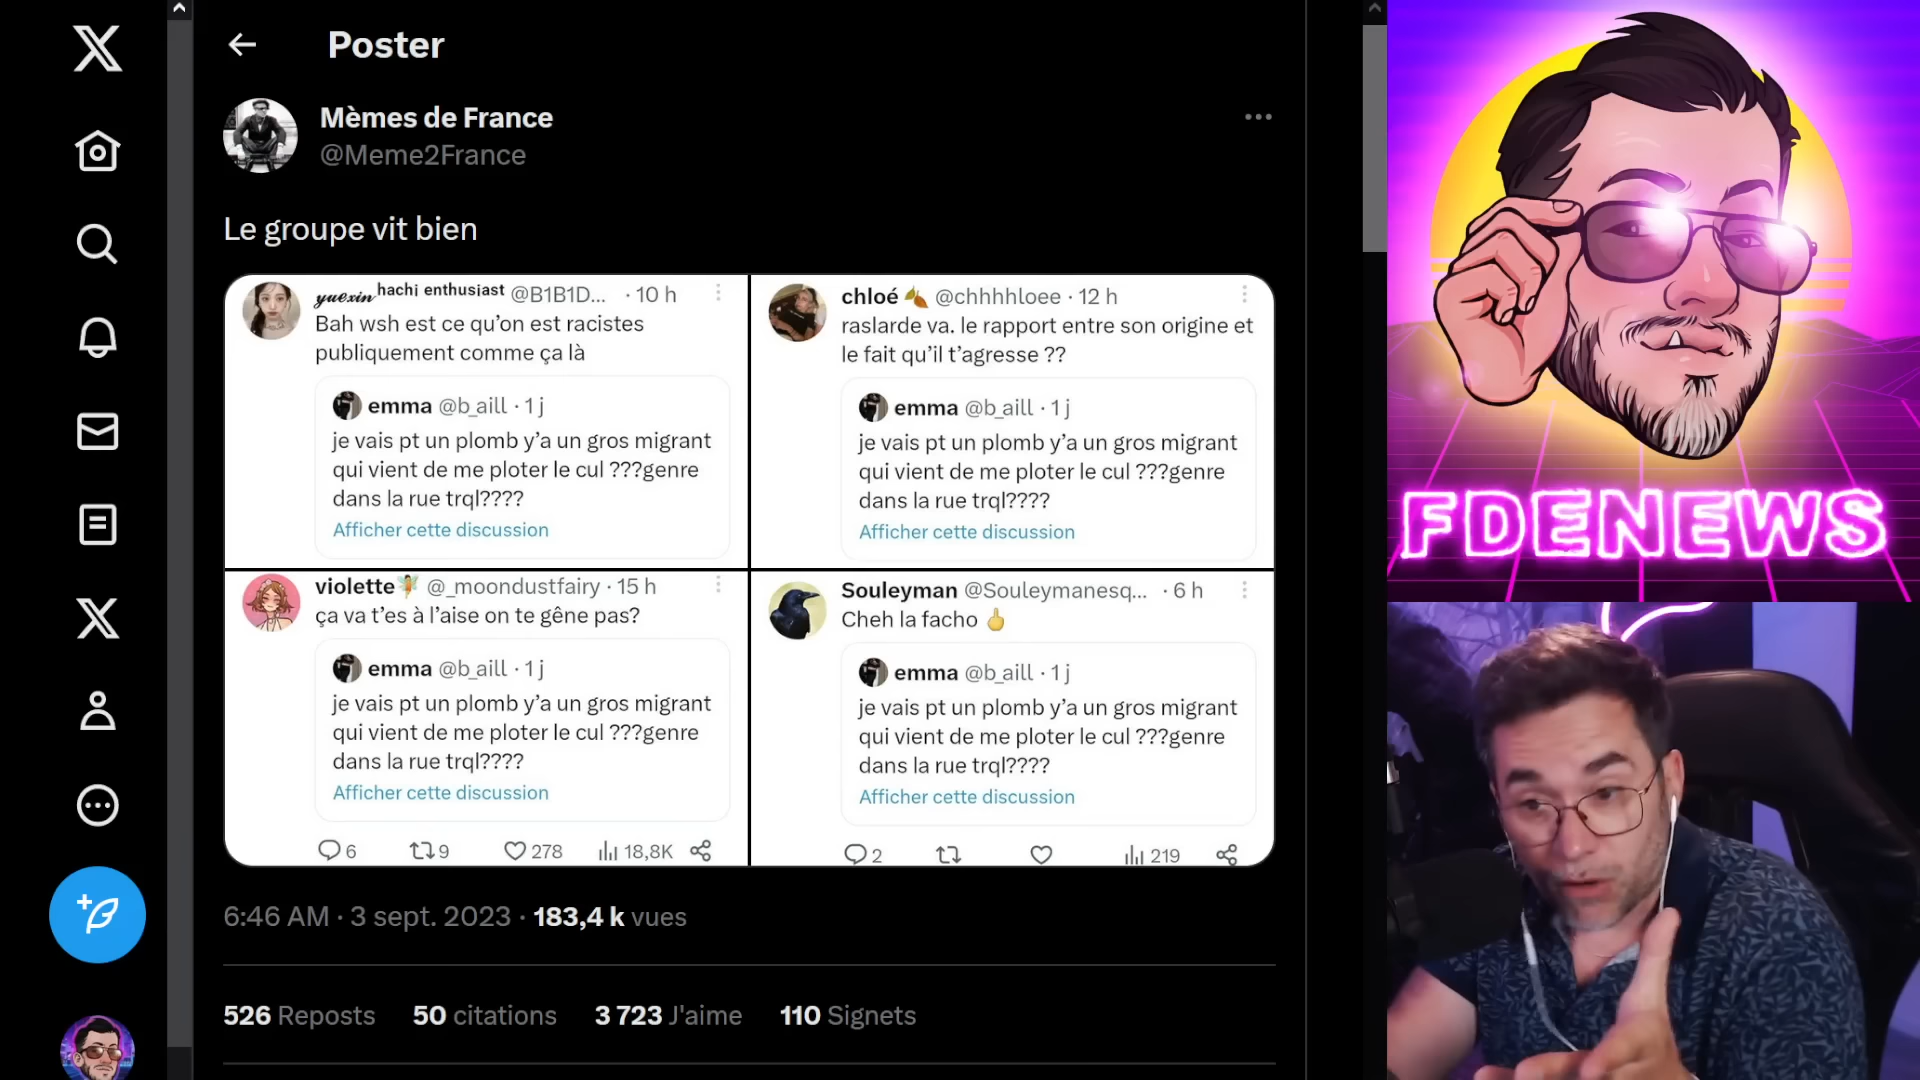 Poster
Mèmes de France
@Meme2France
Le groupe vit bien
yuexin hachi enthusiast @B1B1D... · 10 h
Bah wsh est ce qu'on est racistes
publiquement comme ça là
emma @b_aill · 1 j
je vais pt un plomb y'a un gros migrant
qui vient de me ploter le cul ???genre
dans la rue trql????
Afficher cette discussion
chloé @chhhhloee · 12 h
raslarde va. le rapport entre son origine et
le fait qu'il t'agresse ??
emma @b_aill · 1 j
je vais pt un plomb y'a un gros migrant
qui vient de me ploter le cul ???genre
dans la rue trql????
Afficher cette discussion
violette @_moondustfairy · 15 h
ça va t'es à l'aise on te gêne pas?
emma @b_aill · 1 j
je vais pt un plomb y'a un gros migrant
qui vient de me ploter le cul ???genre
dans la rue trql????
Afficher cette discussion
6 9 278 18,8K
Souleyman @Souleymanesq... · 6 h
Cheh la facho 🖕
emma @b_aill · 1 j
je vais pt un plomb y'a un gros migrant
qui vient de me ploter le cul ???genre
dans la rue trql????
Afficher cette discussion
2 219
6:46 AM · 3 sept. 2023 · 183,4 k vues
526 Reposts 50 citations 3 723 J'aime 110 Signets
FDENEWS